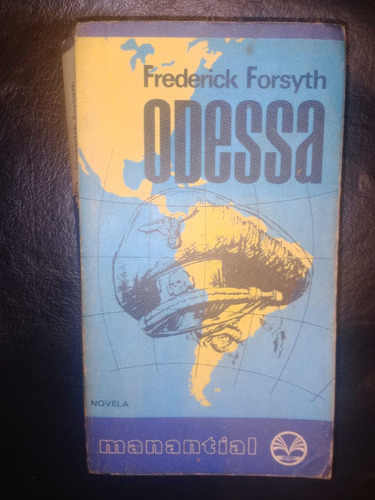 Frederick Forsyth
ODESSA
NOVELA
manantial